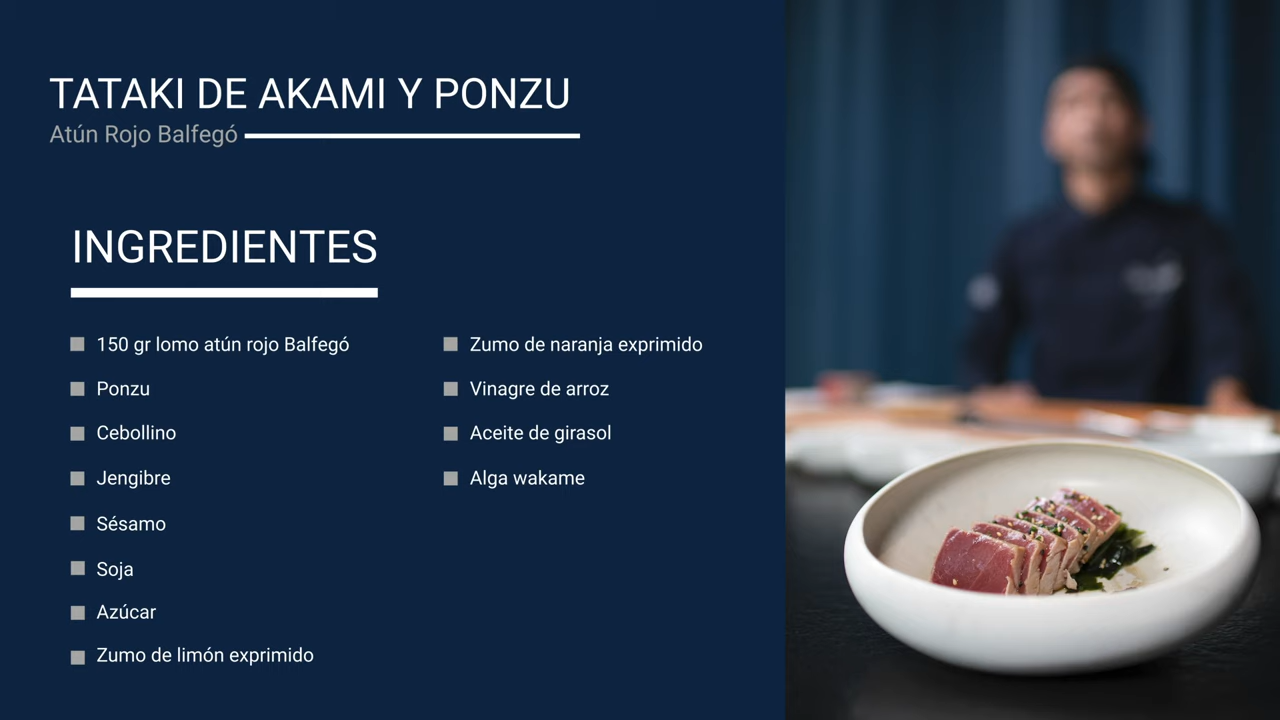 TATAKI DE AKAMI Y PONZU
Atún Rojo Balfegó
INGREDIENTES
150 gr lomo atún rojo Balfegó
Ponzu
Cebollino
Jengibre
Sésamo
Soja
Azúcar
Zumo de limón exprimido
Zumo de naranja exprimido
Vinagre de arroz
Aceite de girasol
Alga wakame